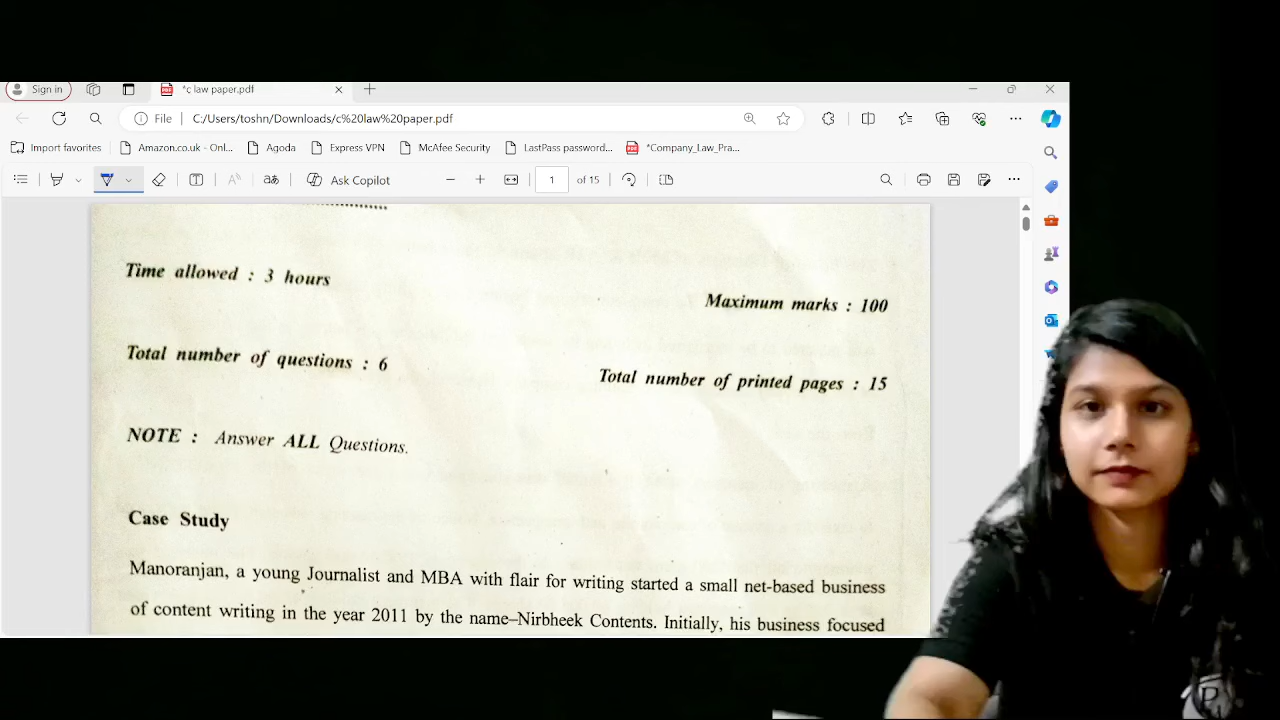 Sign in
*c law paper.pdf
File
C:/Users/toshn/Downloads/c%20law%20paper.pdf
Import favorites
Amazon.co.uk - Onl...
Agoda
Express VPN
McAfee Security
LastPass password...
*Company_Law_Pra...
Ask Copilot
1
of 15
Time allowed : 3 hours
Maximum marks : 100
Total number of questions : 6
Total number of printed pages : 15
NOTE : Answer ALL Questions.
Case Study
Manoranjan, a young Journalist and MBA with flair for writing started a small net-based business
of content writing in the year 2011 by the name–Nirbheek Contents. Initially, his business focused